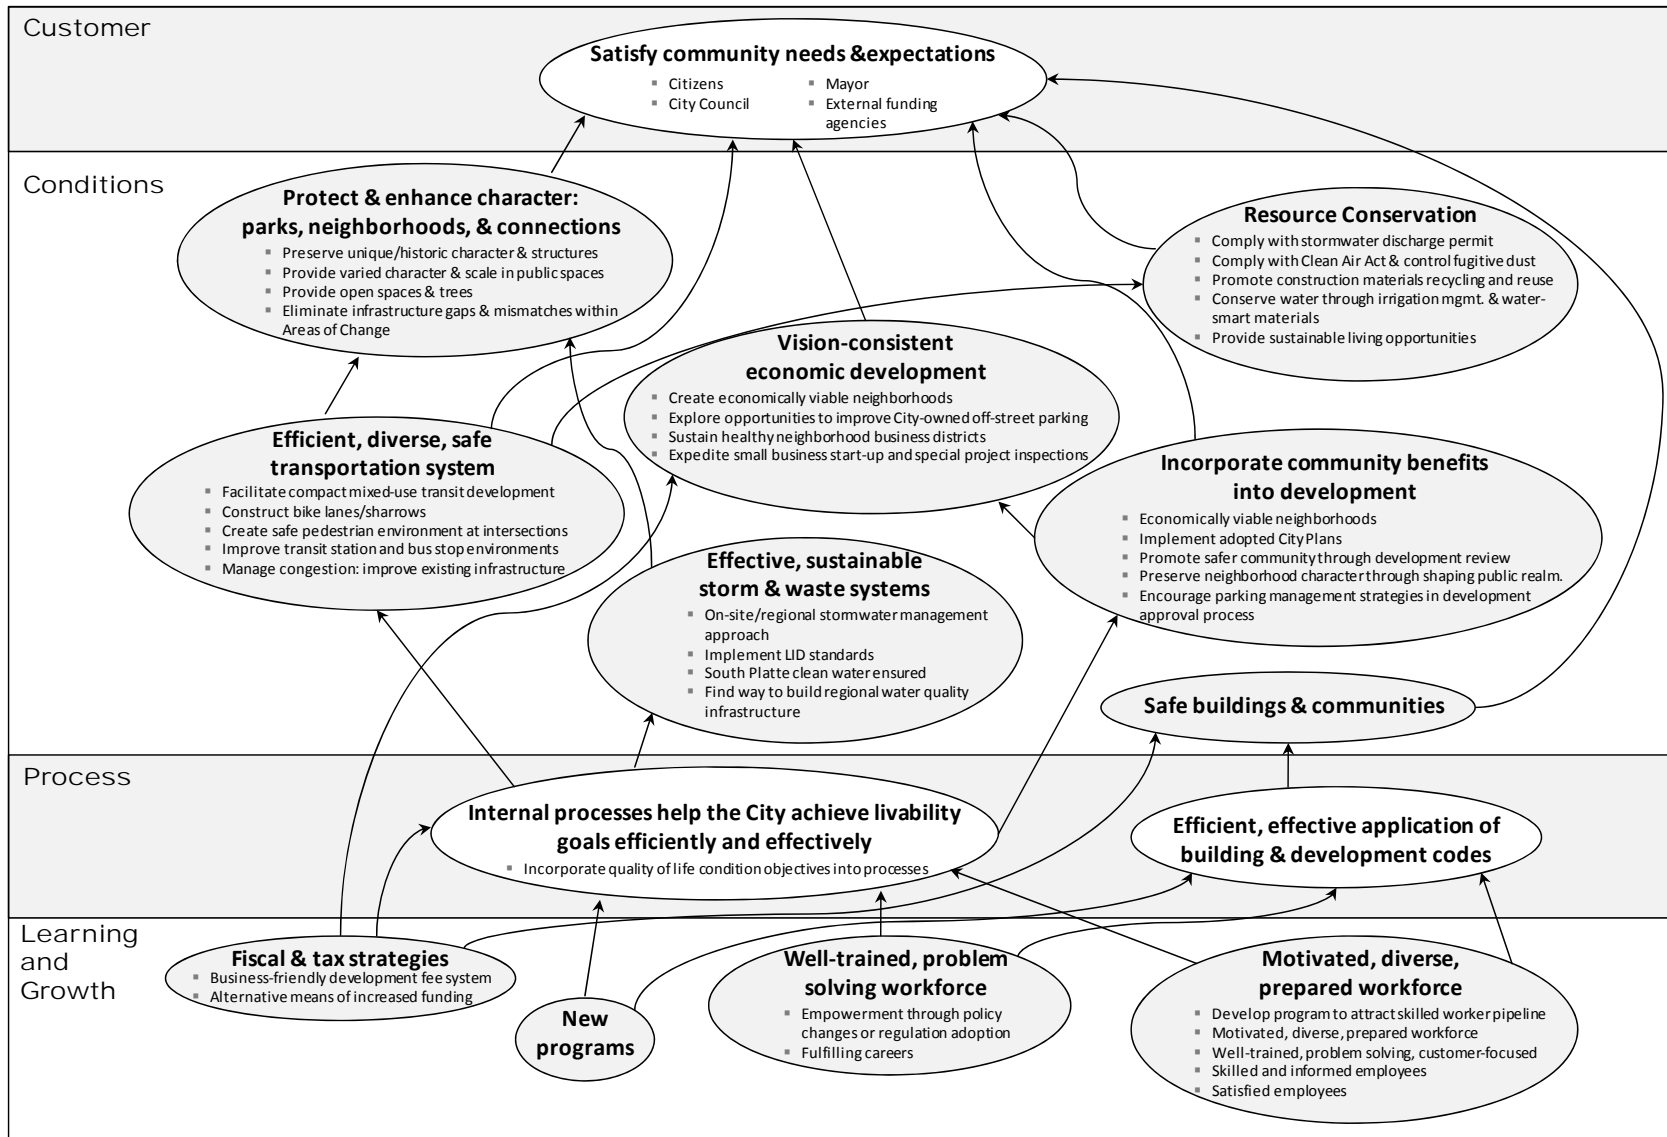 Customer
Satisfy community needs &expectations
Citizens
City Council
Mayor
External funding
agencies
Conditions
Protect & enhance character:
parks, neighborhoods, & connections
Preserve unique/historic character & structures
Provide varied character & scale in public spaces
Provide open spaces & trees
Eliminate infrastructure gaps & mismatches within
Areas of Change
Resource Conservation
Comply with stormwater discharge permit
Comply with Clean Air Act & control fugitive dust
Promote construction materials recycling and reuse
Conserve water through irrigation mgmt. & water-
smart materials
Provide sustainable living opportunities
Vision-consistent
economic development
Create economically viable neighborhoods
Explore opportunities to improve City-owned off-street parking
Sustain healthy neighborhood business districts
Expedite small business start-up and special project inspections
Efficient, diverse, safe
transportation system
Facilitate compact mixed-use transit development
Construct bike lanes/sharrows
Create safe pedestrian environment at intersections
Improve transit station and bus stop environments
Manage congestion: improve existing infrastructure
Incorporate community benefits
into development
Economically viable neighborhoods
Implement adopted City Plans
Promote safer community through development review
Preserve neighborhood character through shaping public realm.
Encourage parking management strategies in development
approval process
Effective, sustainable
storm & waste systems
On-site/regional stormwater management
approach
Implement LID standards
South Platte clean water ensured
Find way to build regional water quality
infrastructure
Safe buildings & communities
Process
Internal processes help the City achieve livability
goals efficiently and effectively
Incorporate quality of life condition objectives into processes
Efficient, effective application of
building & development codes
Learning
and
Growth
Fiscal & tax strategies
Business-friendly development fee system
Alternative means of increased funding
New
programs
Well-trained, problem
solving workforce
Empowerment through policy
changes or regulation adoption
Fulfilling careers
Motivated, diverse,
prepared workforce
Develop program to attract skilled worker pipeline
Motivated, diverse, prepared workforce
Well-trained, problem solving, customer-focused
Skilled and informed employees
Satisfied employees